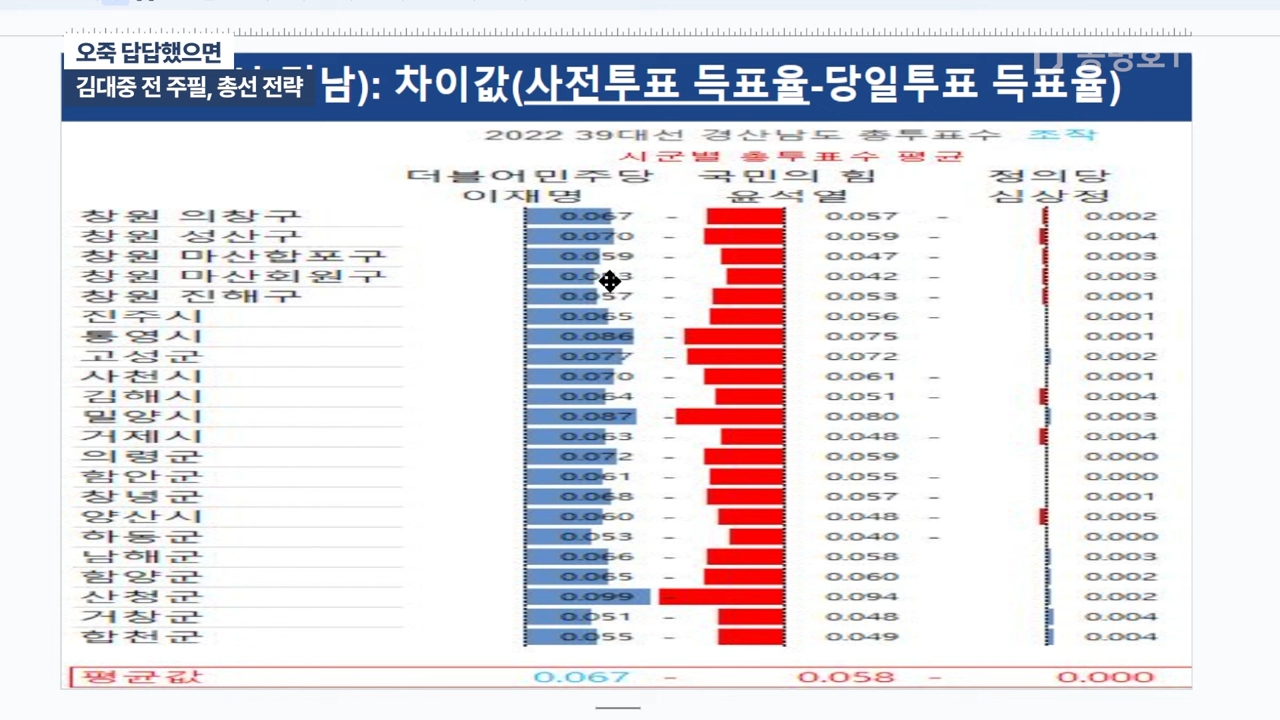 오죽 답답했으면
김대중 전 주필, 총선 전략
남): 차이값(사전투표 득표율-당일투표 득표율)
2022 39대선 경산남도 총투표수 조작
시군별 총투표수 평균
더불어민주당 국민의 힘 정의당
이재명 윤석열 심상정
창원 의창구 0.067 - 0.057 - 0.002
창원 성산구 0.070 - 0.059 - 0.004
창원 마산합포구 0.059 - 0.047 - 0.003
창원 마산회원구 - 0.042 - 0.003
창원 진해구 0.057 - 0.053 - 0.001
진주시 0.065 - 0.056 - 0.001
통영시 0.086 - 0.075 0.001
고성군 0.077 - 0.072 0.002
사천시 0.070 - 0.061 - 0.001
김해시 0.064 - 0.051 - 0.004
밀양시 0.087 - 0.080 0.003
거제시 0.063 - 0.048 - 0.004
의령군 0.072 - 0.059 0.000
함안군 0.061 - 0.055 - 0.000
창녕군 0.068 - 0.057 - 0.001
양산시 0.060 - 0.048 - 0.005
하동군 0.053 - 0.040 - 0.000
남해군 0.066 - 0.058 0.003
함양군 0.065 - 0.060 0.002
산청군 0.099 - 0.094 0.002
거창군 0.051 - 0.048 0.004
합천군 0.055 - 0.049 0.004
평균값 0.067 - 0.058 - 0.000